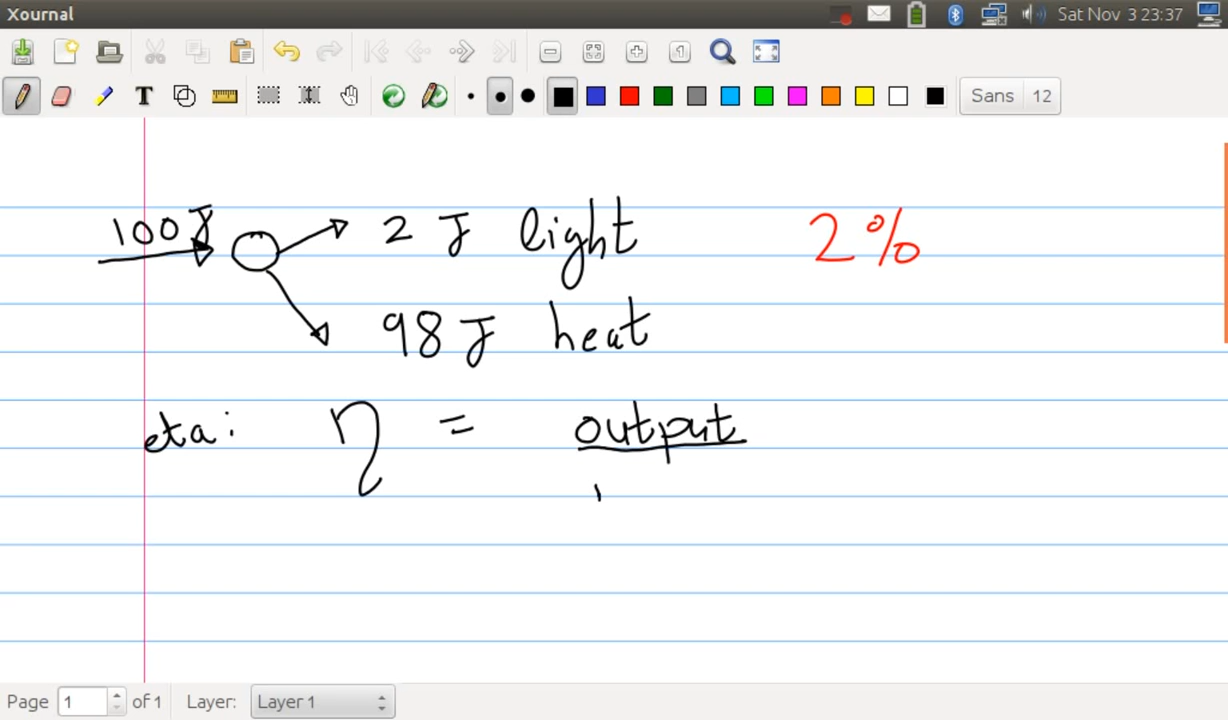 Xournal
Sat Nov 3 23:37
Sans 12
100J
2 J light
2%
98 J heat
eta: η = output
Page 1 of 1 Layer: Layer 1